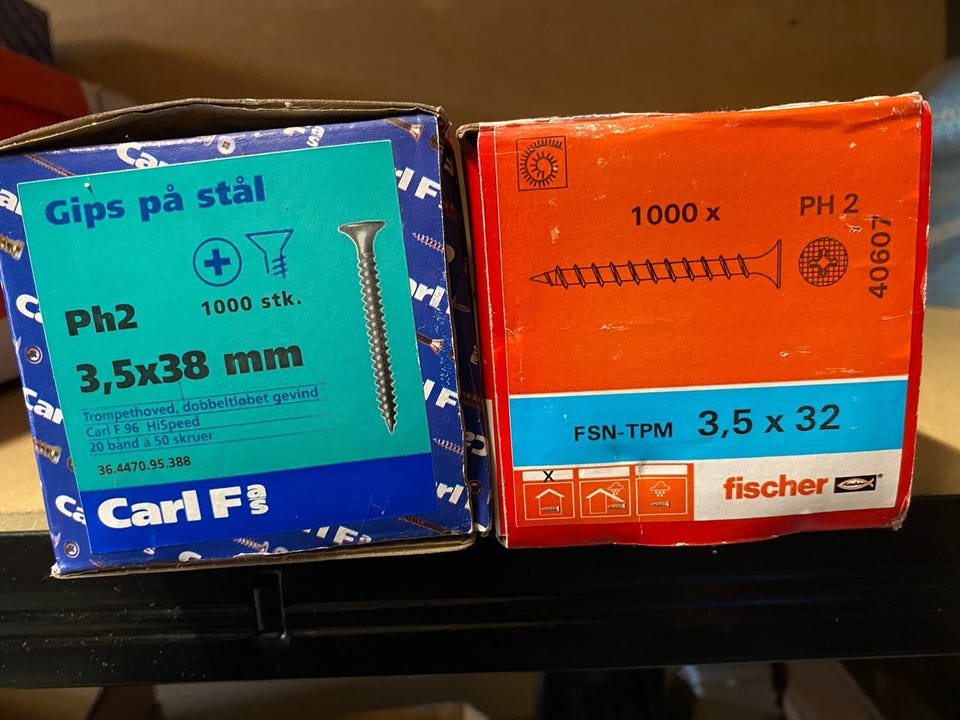 Gips på stål
1000 stk.
Ph2
3,5x38 mm
Trompethoved, dobbeltløbet gevind
Carl F 96 HiSpeed
20 bånd à 50 skruer
36.4470.95.388
Carl F as
1000 x
PH 2
40607
FSN-TPM 3,5 x 32
X
fischer